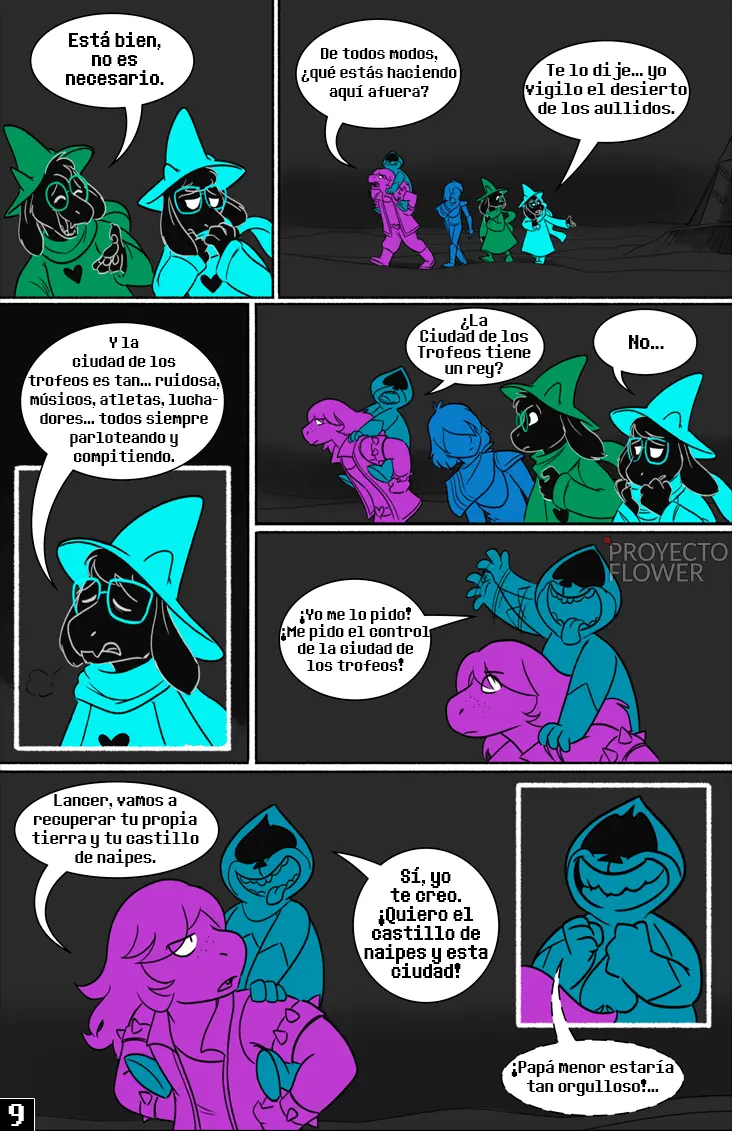 Está bien,
no es
necesario.
De todos modos,
¿qué estás haciendo
aquí afuera?
Te lo dije... yo
vigilo el desierto
de los aullidos.
Y la
ciudad de los
trofeos es tan... ruidosa,
músicos, atletas, lucha-
dores... todos siempre
parloteando y
compitiendo.
¿La
Ciudad de los
Trofeos tiene
un rey?
No...
PROYECTO
FLOWER
¡Yo me lo pido!
¡Me pido el control
de la ciudad de
los trofeos!
Lancer, vamos a
recuperar tu propia
tierra y tu castillo
de naipes.
Sí, yo
te creo.
¡Quiero el
castillo de
naipes y esta
ciudad!
¡Papá menor estaría
tan orgulloso!...
9